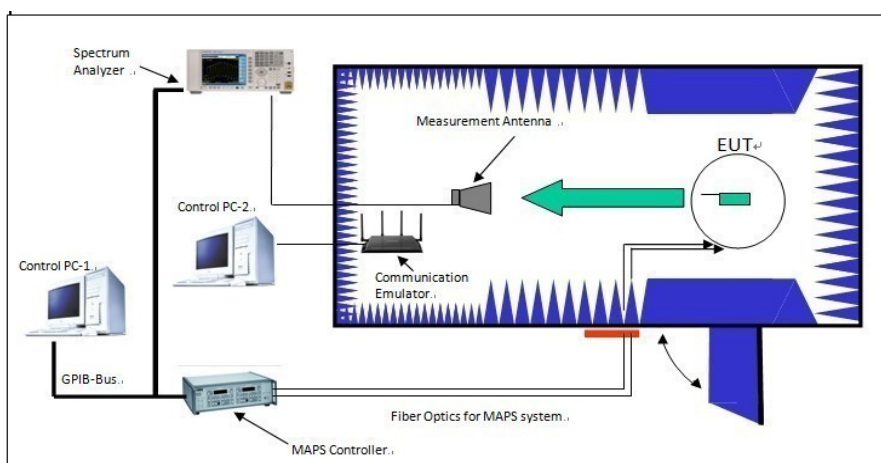 Spectrum
Analyzer
Measurement Antenna
EUT
Control PC-2
Control PC-1
Communication
Emulator
GPIB-Bus
Fiber Optics for MAPS system
MAPS Controller